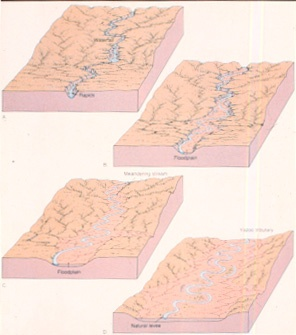 Waterfall
Rapids
A
Floodplain
B
Meandering stream
Floodplain
C
Yazoo tributary
Natural levee
D